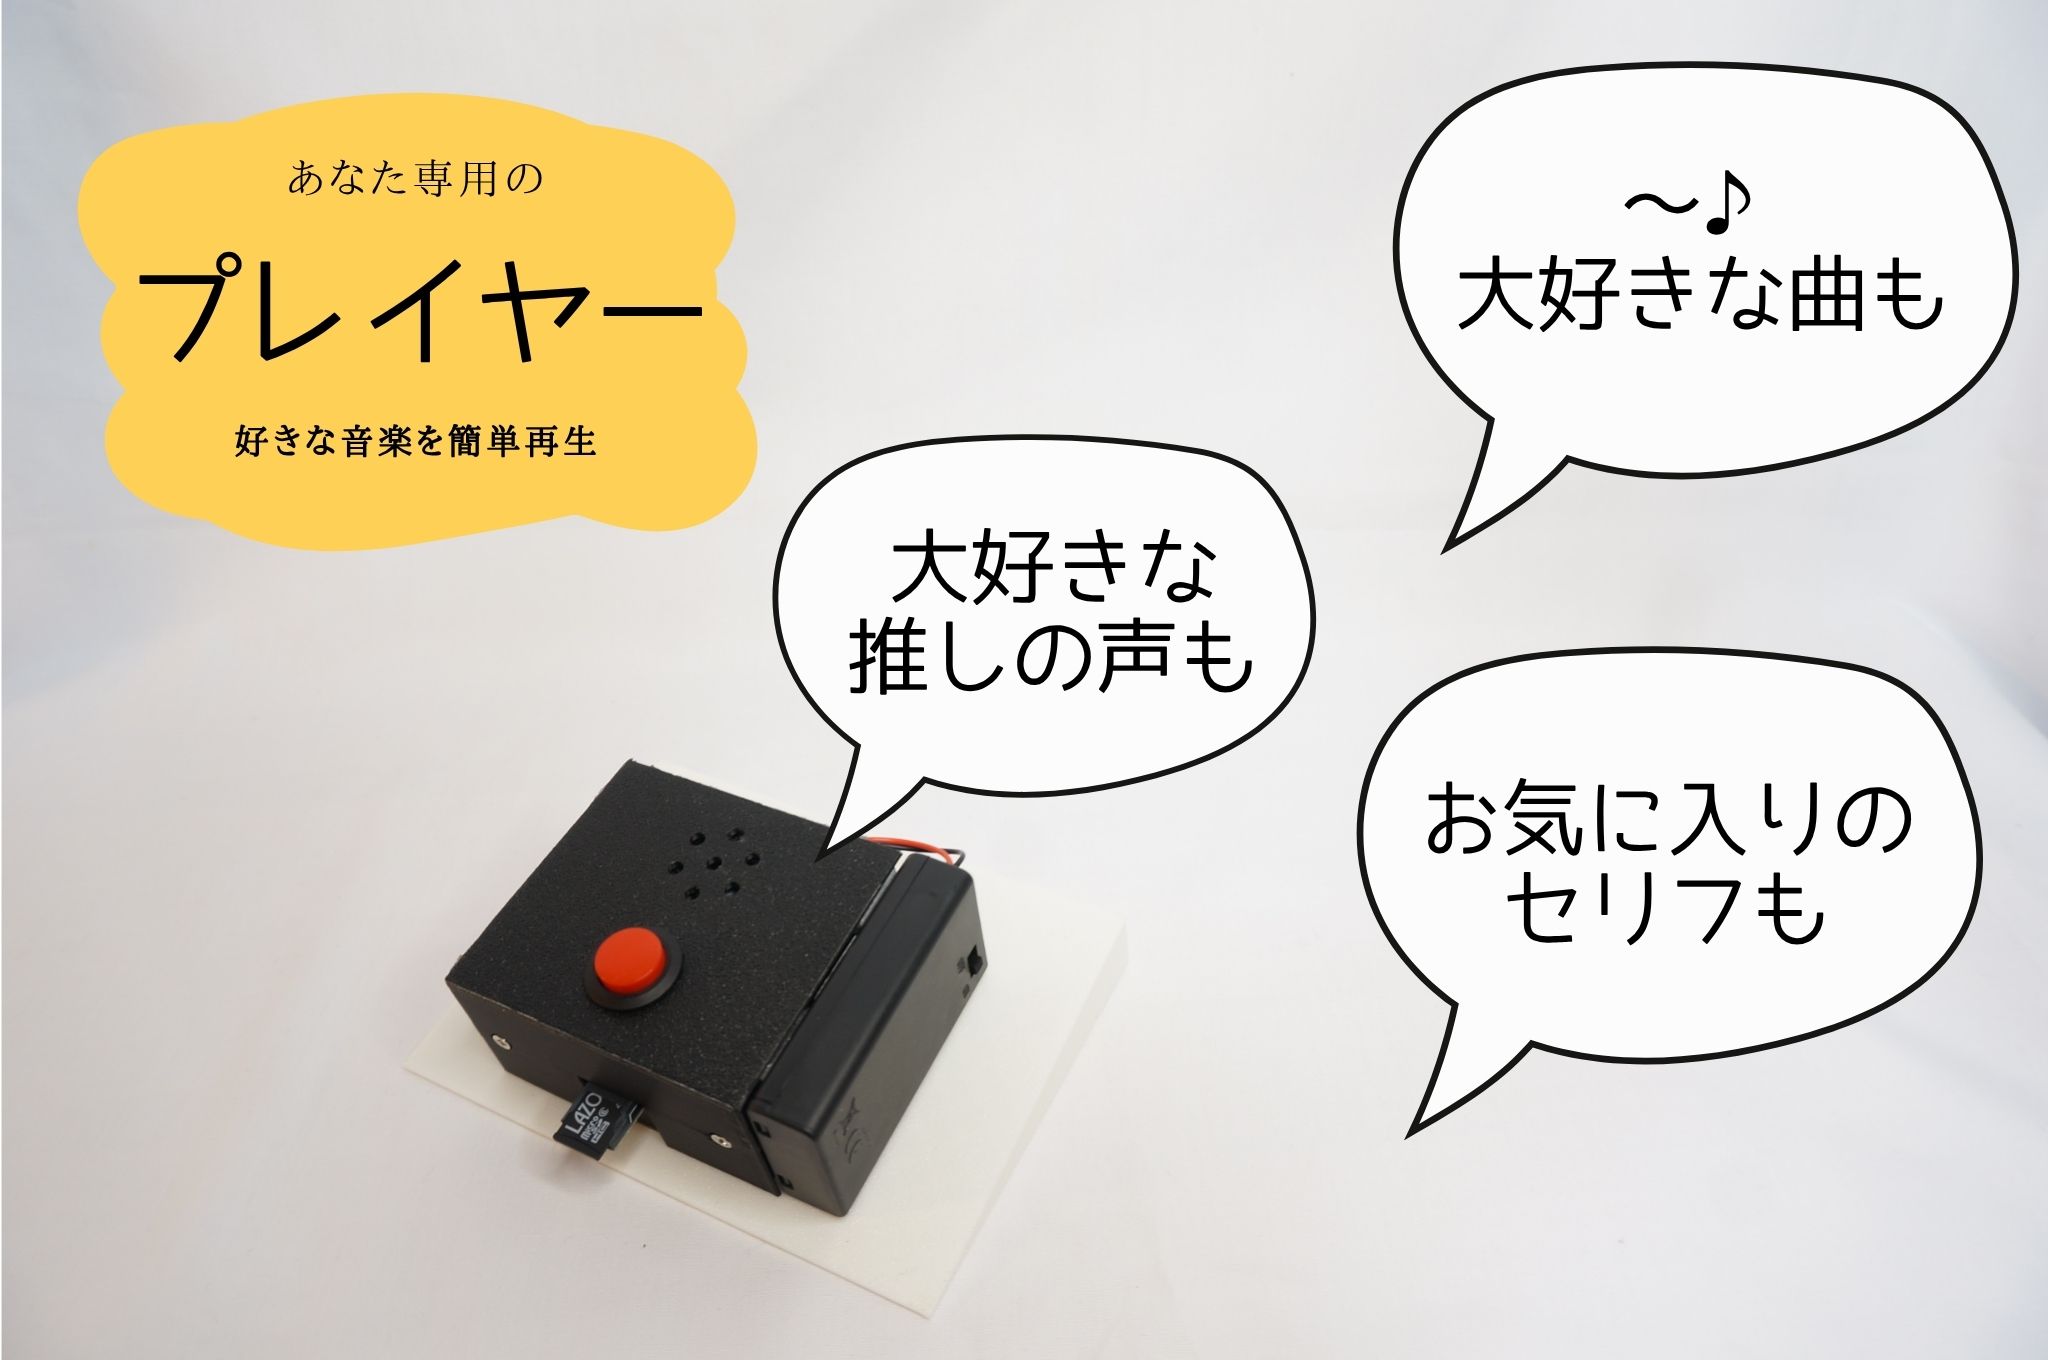 あなた専用の
プレイヤー
好きな音楽を簡単再生
～♪
大好きな曲も
大好きな
推しの声も
お気に入りの
セリフも
LAZO
micro